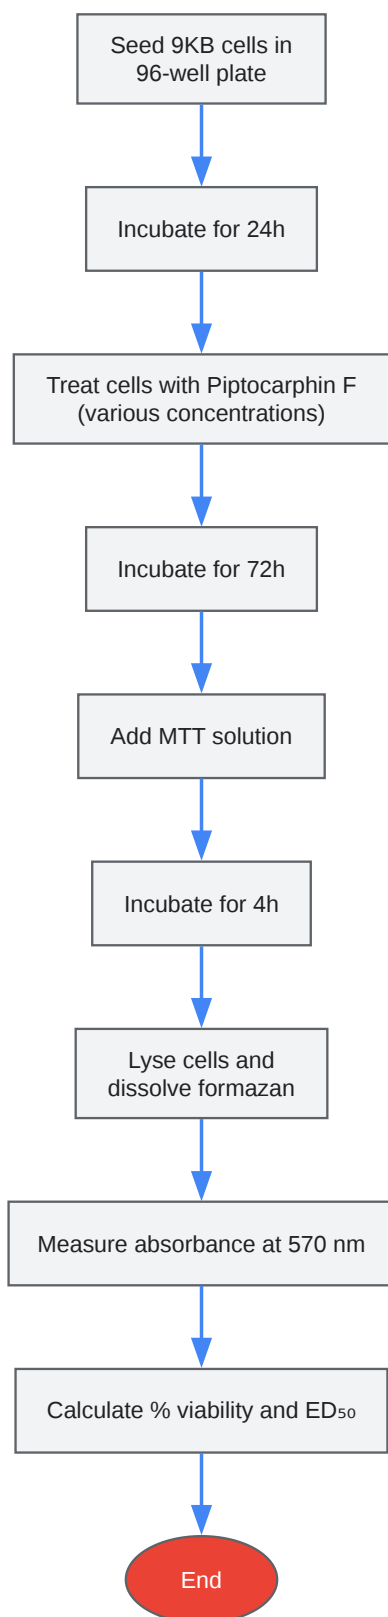 Seed 9KB cells in
96-well plate
Incubate for 24h
Treat cells with Piptocarphin F
(various concentrations)
Incubate for 72h
Add MTT solution
Incubate for 4h
Lyse cells and
dissolve formazan
Measure absorbance at 570 nm
Calculate % viability and ED₅₀
End